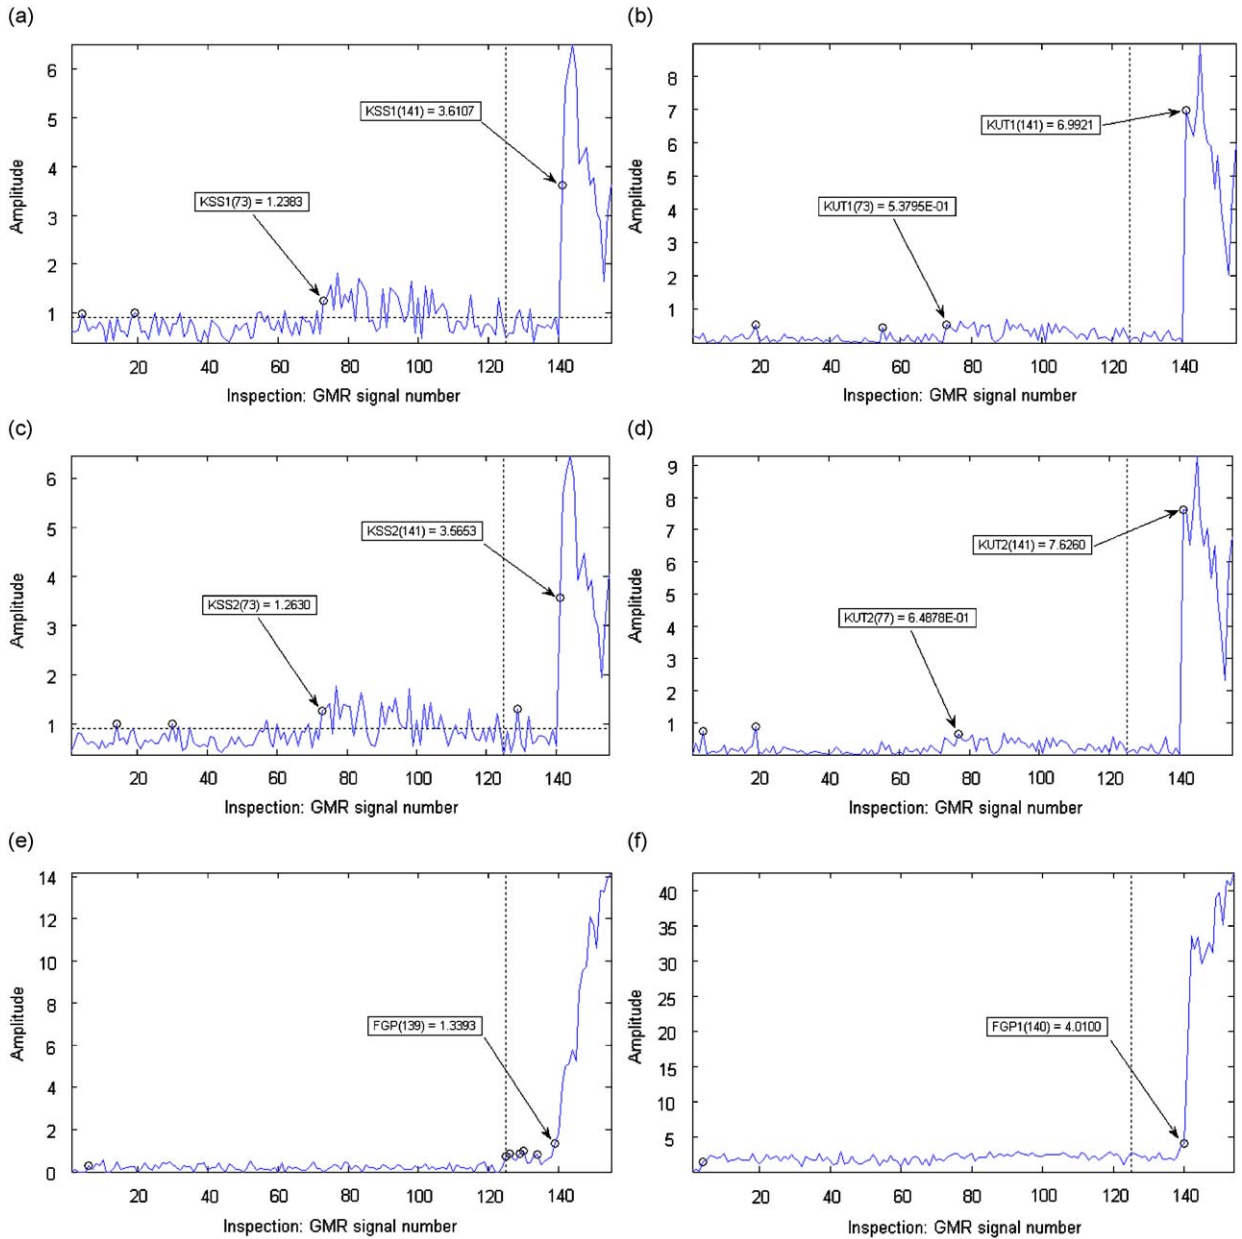 (a)
6
5
4
3
2
1
KSS1(141) = 3.6107
KSS1(73) = 1.2383
Amplitude
20 40 60 80 100 120 140
Inspection: GMR signal number
(b)
8
7
6
5
4
3
2
1
KUT1(141) = 6.9921
KUT1(73) = 5.3795E-01
Amplitude
20 40 60 80 100 120 140
Inspection: GMR signal number
(c)
6
5
4
3
2
1
KSS2(141) = 3.5653
KSS2(73) = 1.2630
Amplitude
20 40 60 80 100 120 140
Inspection: GMR signal number
(d)
9
8
7
6
5
4
3
2
1
KUT2(141) = 7.6260
KUT2(77) = 6.4878E-01
Amplitude
20 40 60 80 100 120 140
Inspection: GMR signal number
(e)
14
12
10
8
6
4
2
0
FGP(139) = 1.3393
Amplitude
20 40 60 80 100 120 140
Inspection: GMR signal number
(f)
40
35
30
25
20
15
10
5
FGP1(140) = 4.0100
Amplitude
20 40 60 80 100 120 140
Inspection: GMR signal number